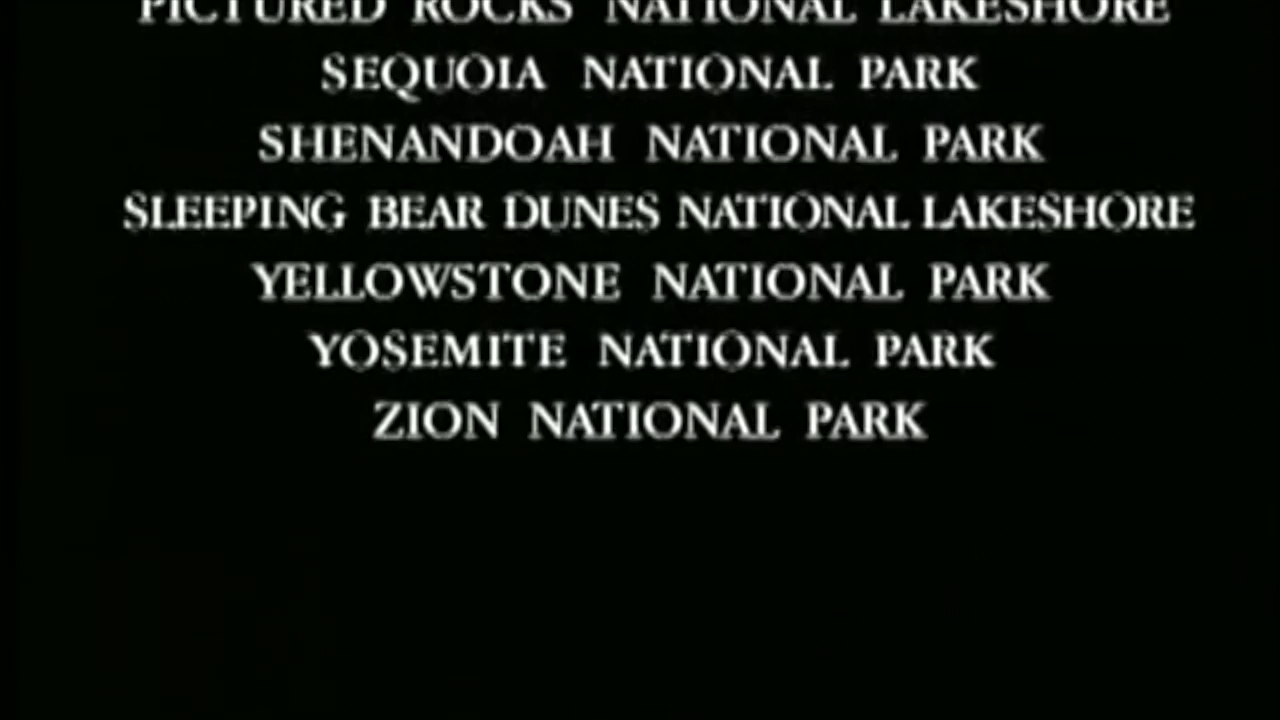 PICTURED ROCKS NATIONAL LAKESHORE
SEQUOIA NATIONAL PARK
SHENANDOAH NATIONAL PARK
SLEEPING BEAR DUNES NATIONAL LAKESHORE
YELLOWSTONE NATIONAL PARK
YOSEMITE NATIONAL PARK
ZION NATIONAL PARK